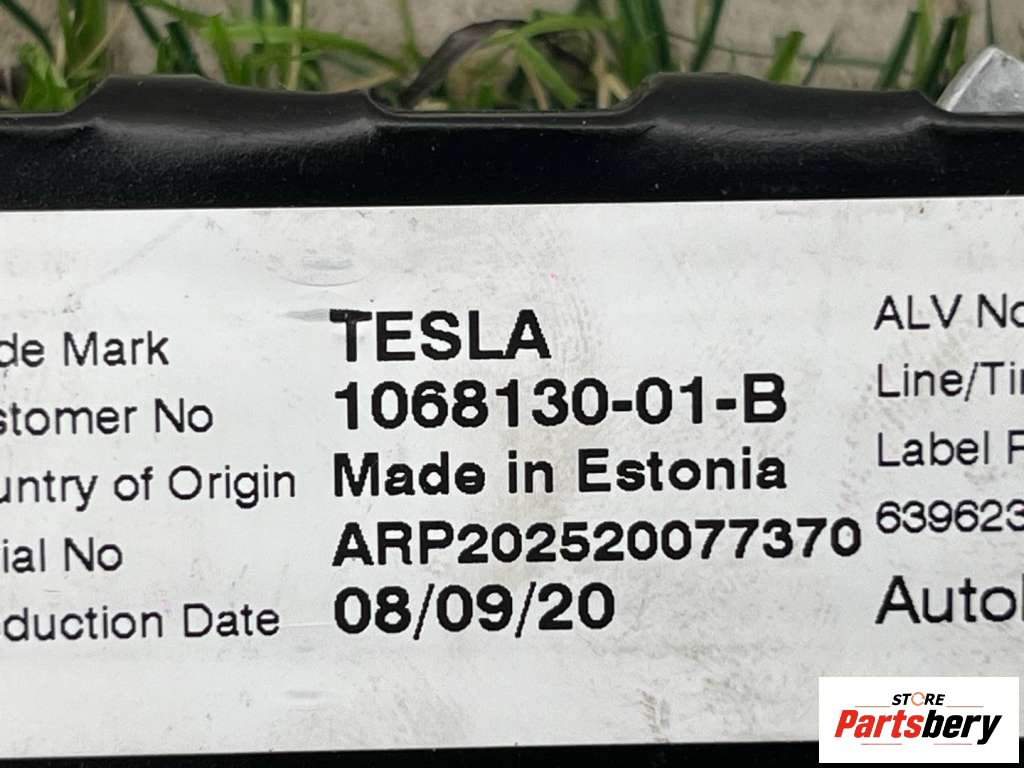 de Mark TESLA
stomer No 1068130-01-B
untry of Origin Made in Estonia
ial No ARP202520077370
duction Date 08/09/20
ALV No
Line/Ti
Label
639623
Auto
STORE
Partsbery